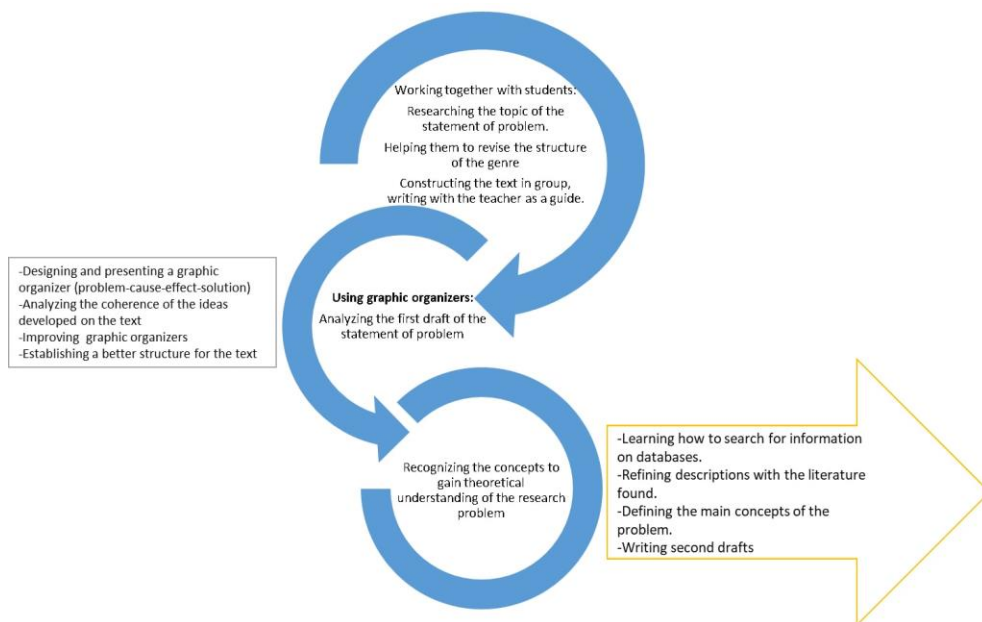 Working together with students:
Researching the topic of the
statement of problem.
Helping them to revise the structure
of the genre
Constructing the text in group,
writing with the teacher as a guide.
-Designing and presenting a graphic
organizer (problem-cause-effect-solution)
-Analyzing the coherence of the ideas
developed on the text
-Improving graphic organizers
-Establishing a better structure for the text
Using graphic organizers:
Analyzing the first draft of the
statement of problem
Recognizing the concepts to
gain theoretical
understanding of the research
problem
-Learning how to search for information
on databases.
-Refining descriptions with the literature
found.
-Defining the main concepts of the
problem.
-Writing second drafts